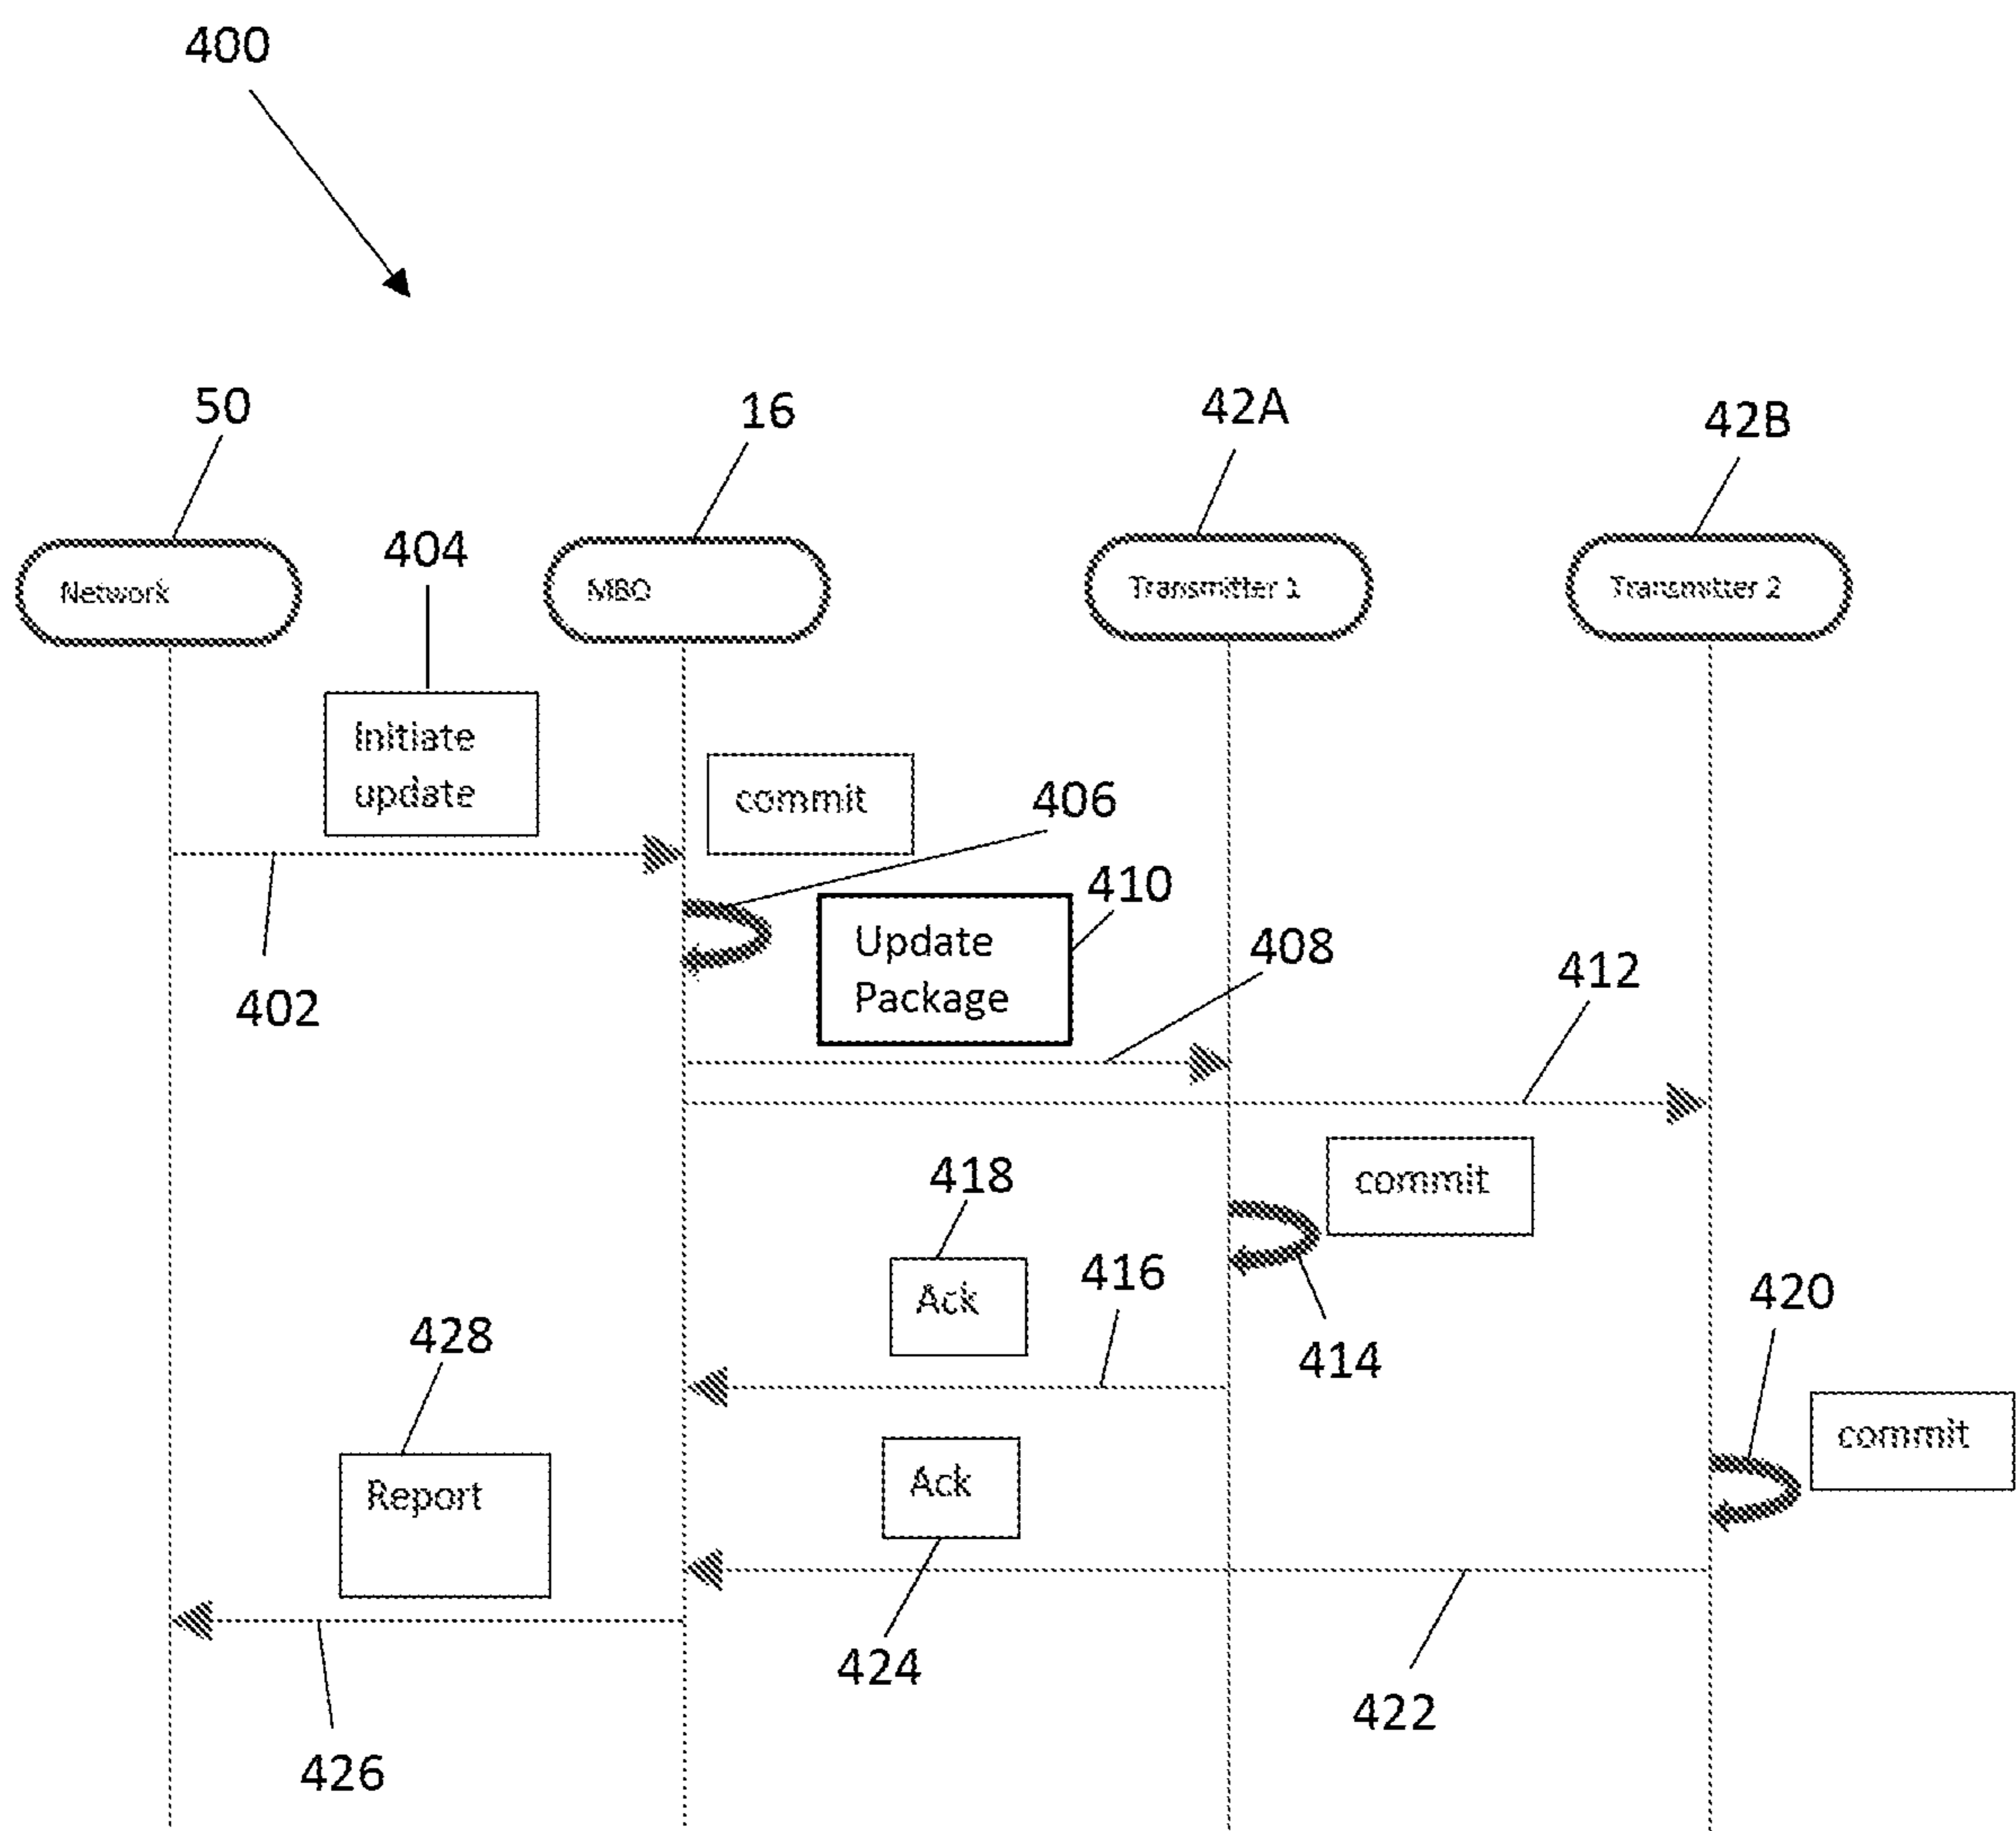 400
50
16
42A
42B
404
Network
MBO
Transmitter 1
Transmitter 2
Initiate
update
commit
406
410
Update
Package
408
402
412
418
commit
416
Ack
414
420
428
Ack
commit
Report
424
422
426